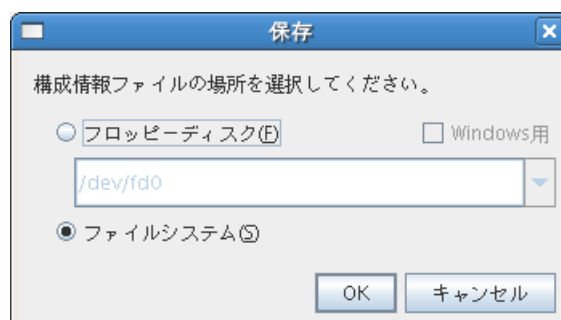 保存
構成情報ファイルの場所を選択してください。
フロッピーディスク(F) Windows用
/dev/fd0
ファイルシステム(S)
OK キャンセル